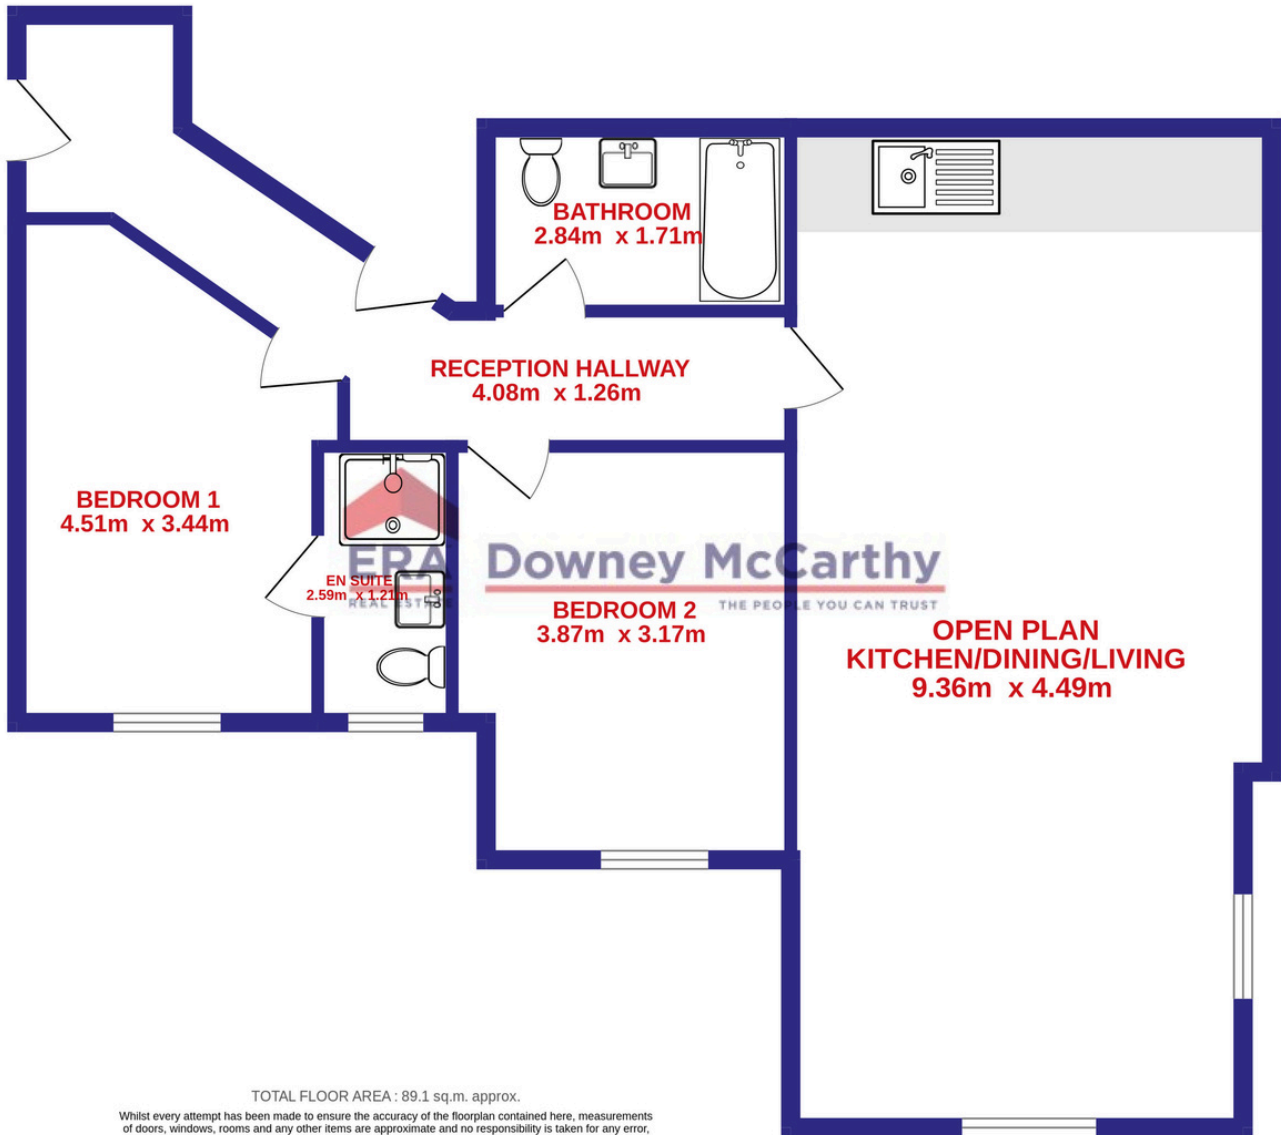 BATHROOM
2.84m x 1.71m
RECEPTION HALLWAY
4.08m x 1.26m
BEDROOM 1
4.51m x 3.44m
ERA Downey McCarthy
REAL ESTATE THE PEOPLE YOU CAN TRUST
EN SUITE
2.59m x 1.21m
BEDROOM 2
3.87m x 3.17m
OPEN PLAN
KITCHEN/DINING/LIVING
9.36m x 4.49m
TOTAL FLOOR AREA : 89.1 sq.m. approx.
Whilst every attempt has been made to ensure the accuracy of the floorplan contained here, measurements
of doors, windows, rooms and any other items are approximate and no responsibility is taken for any error,